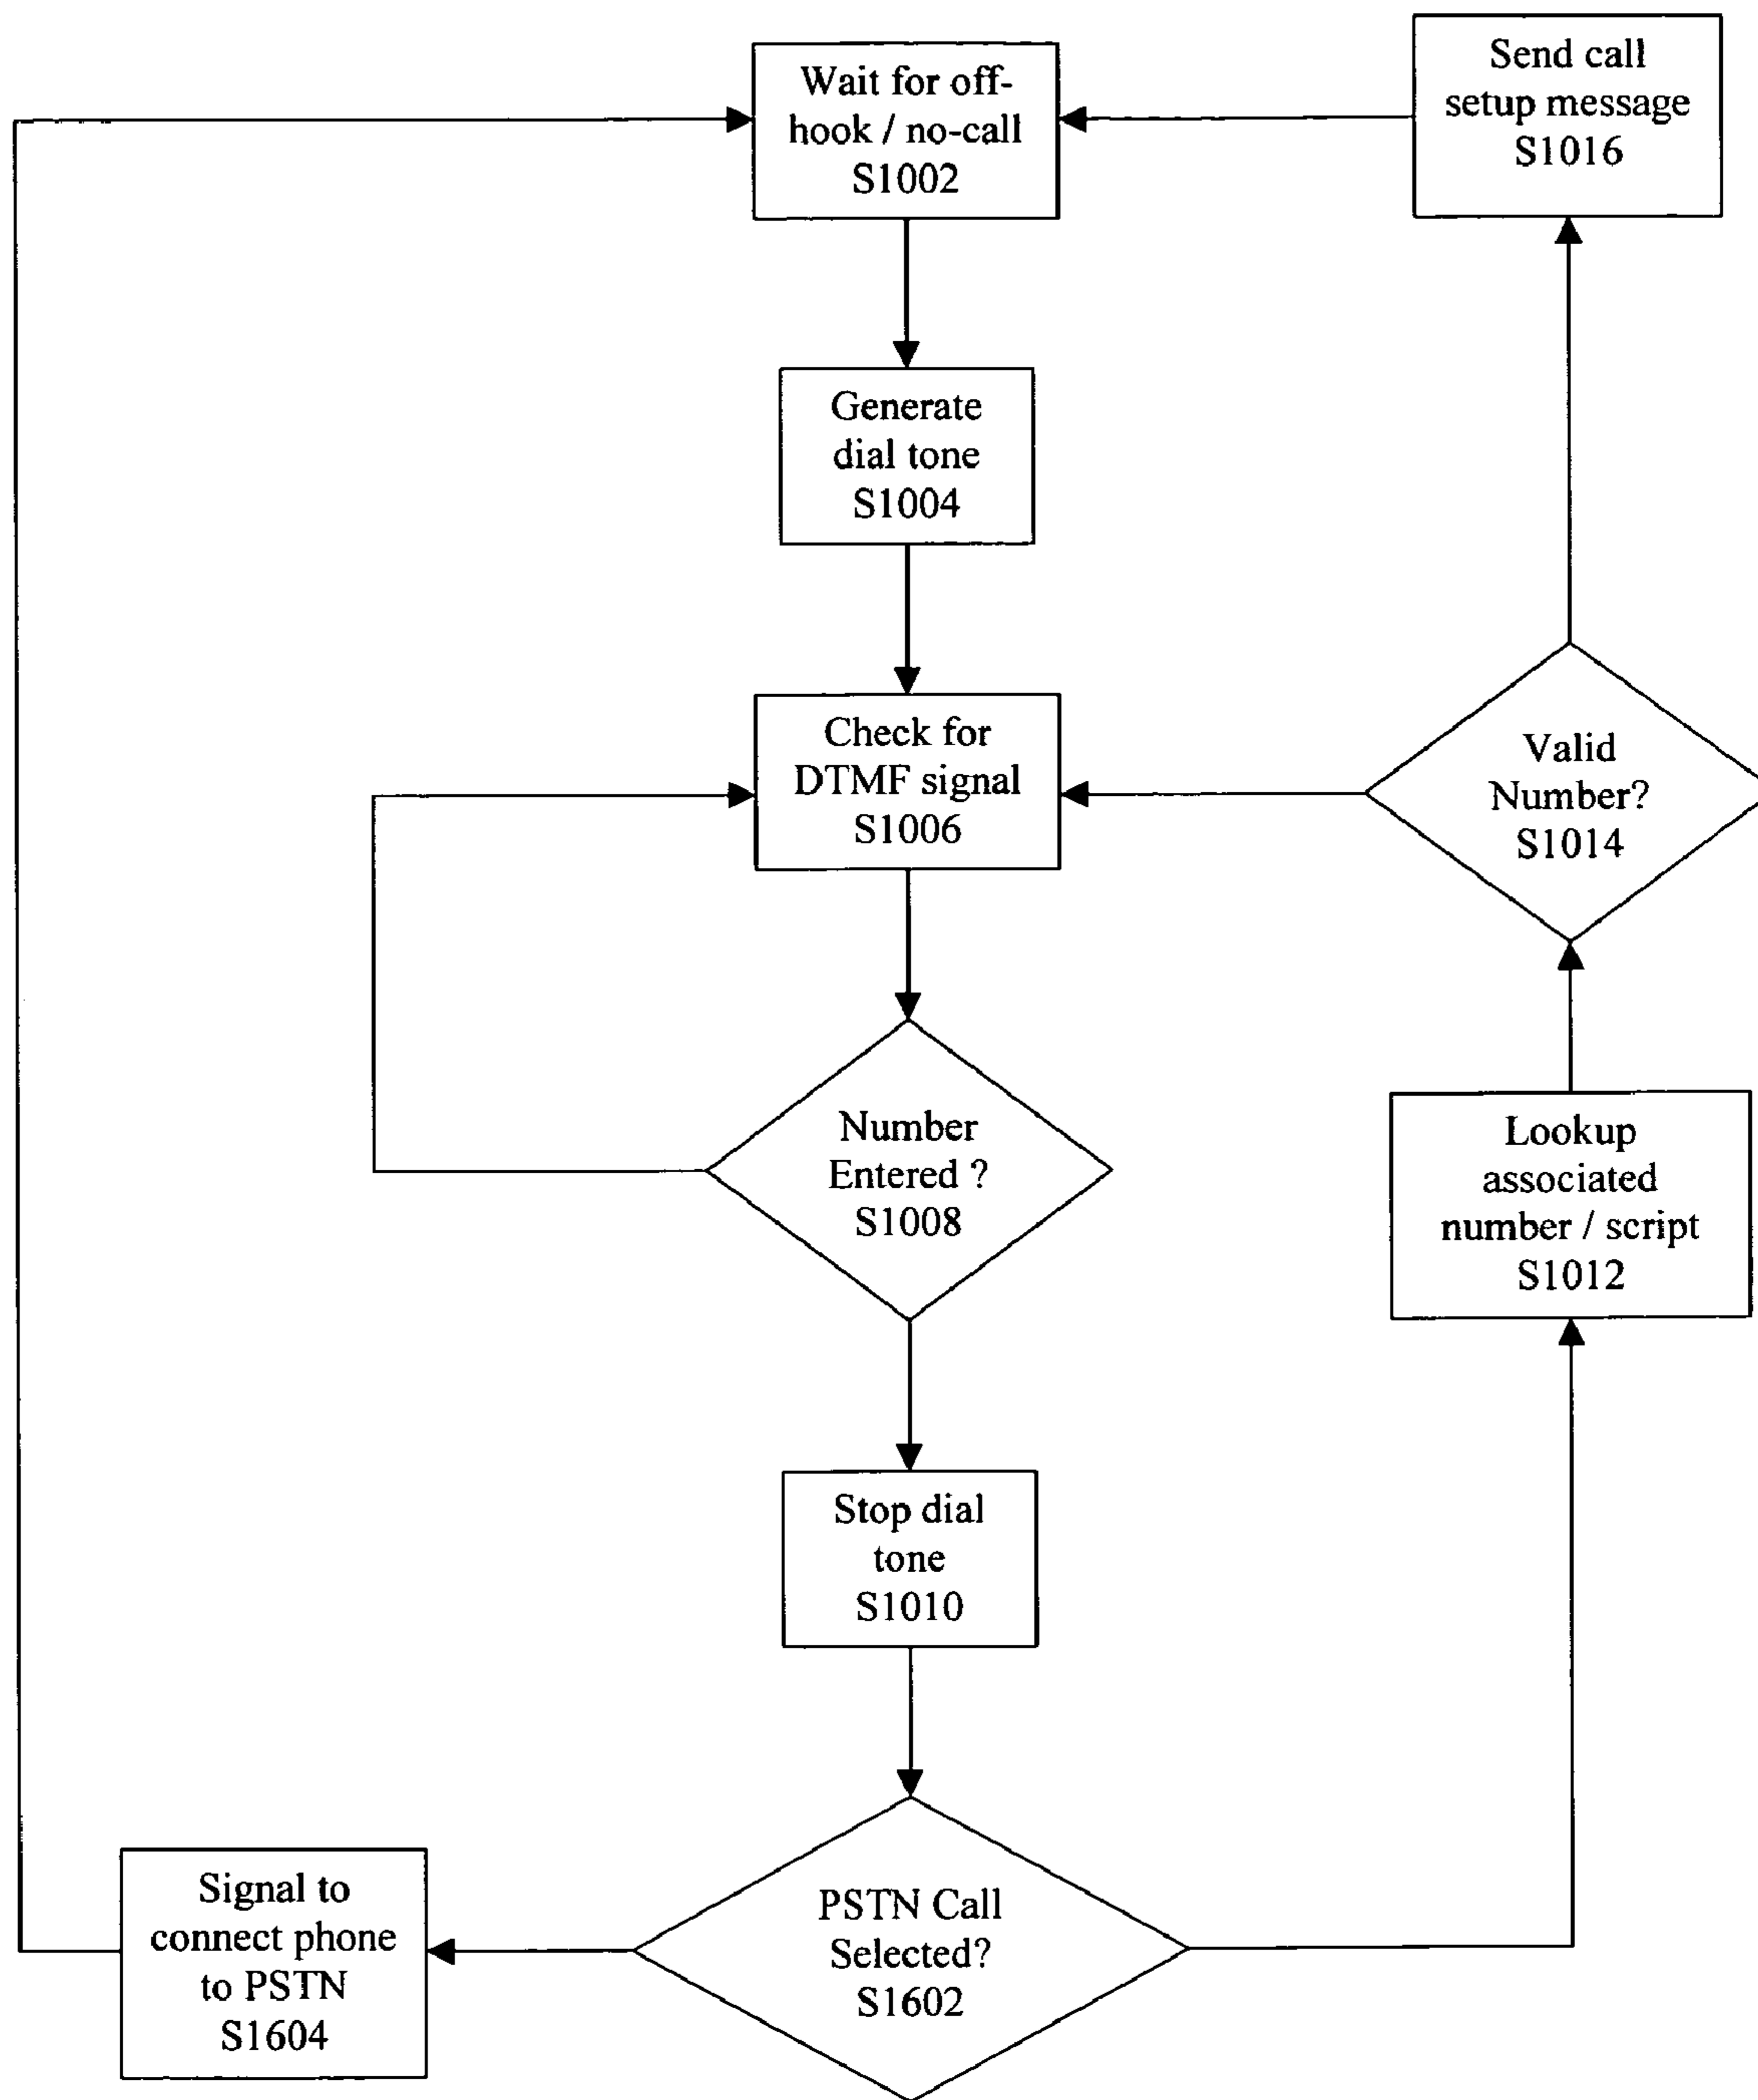 Wait for off-
hook / no-call
S1002
Send call
setup message
S1016
Generate
dial tone
S1004
Check for
DTMF signal
S1006
Valid
Number?
S1014
Number
Entered ?
S1008
Lookup
associated
number / script
S1012
Stop dial
tone
S1010
Signal to
connect phone
to PSTN
S1604
PSTN Call
Selected?
S1602